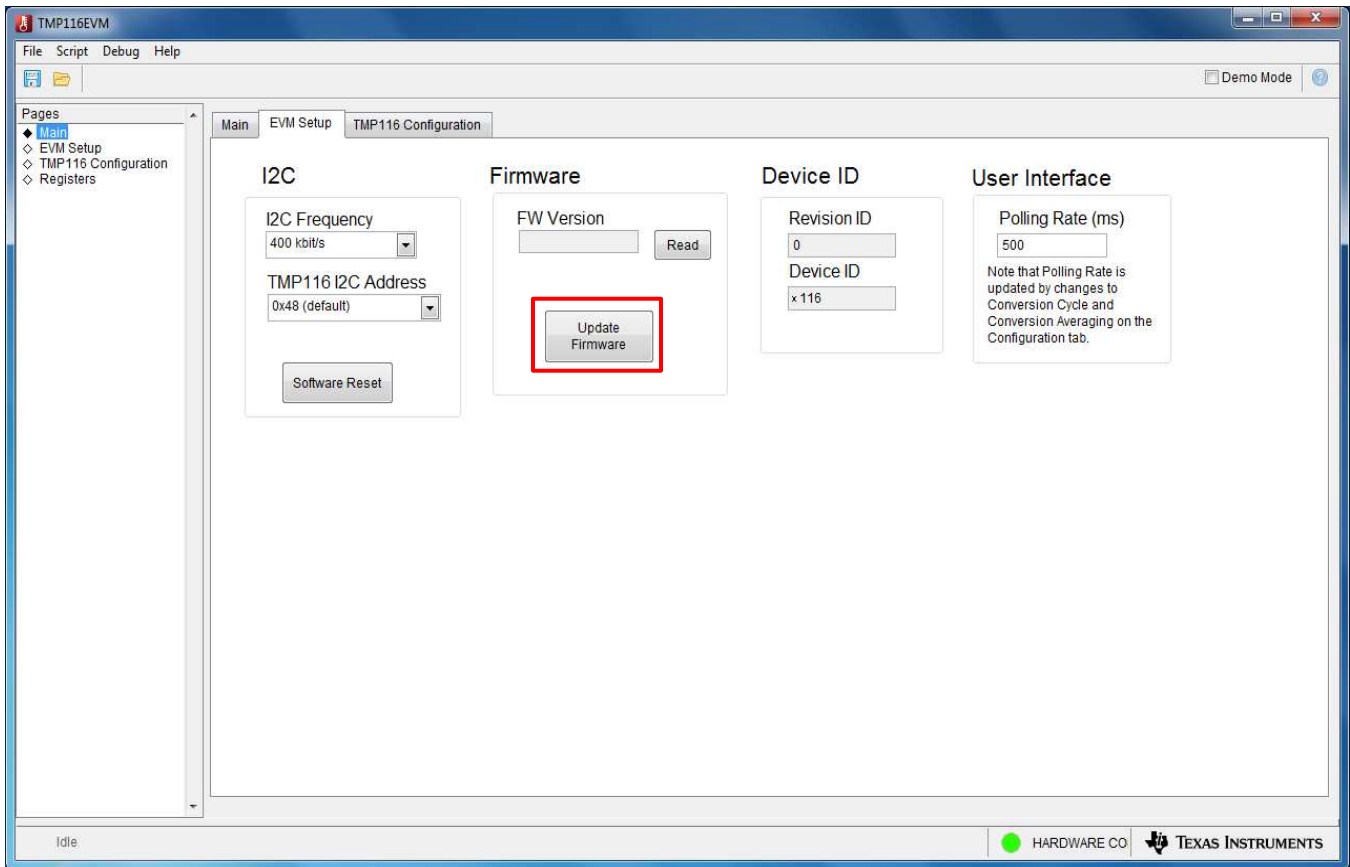 TMP116EVM
File Script Debug Help
Demo Mode
Pages
Main
EVM Setup
TMP116 Configuration
Registers
Main EVM Setup TMP116 Configuration
I2C
I2C Frequency
400 kbit/s
TMP116 I2C Address
0x48 (default)
Software Reset
Firmware
FW Version
Read
Update
Firmware
Device ID
Revision ID
0
Device ID
x 116
User Interface
Polling Rate (ms)
500
Note that Polling Rate is
updated by changes to
Conversion Cycle and
Conversion Averaging on the
Configuration tab.
Idle
HARDWARE CO
TEXAS INSTRUMENTS